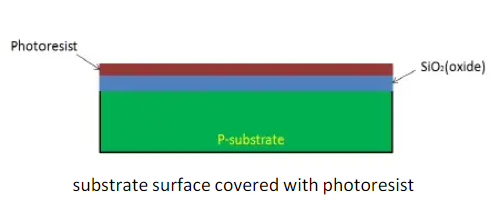 Photoresist
SiO₂(oxide)
P-substrate
substrate surface covered with photoresist